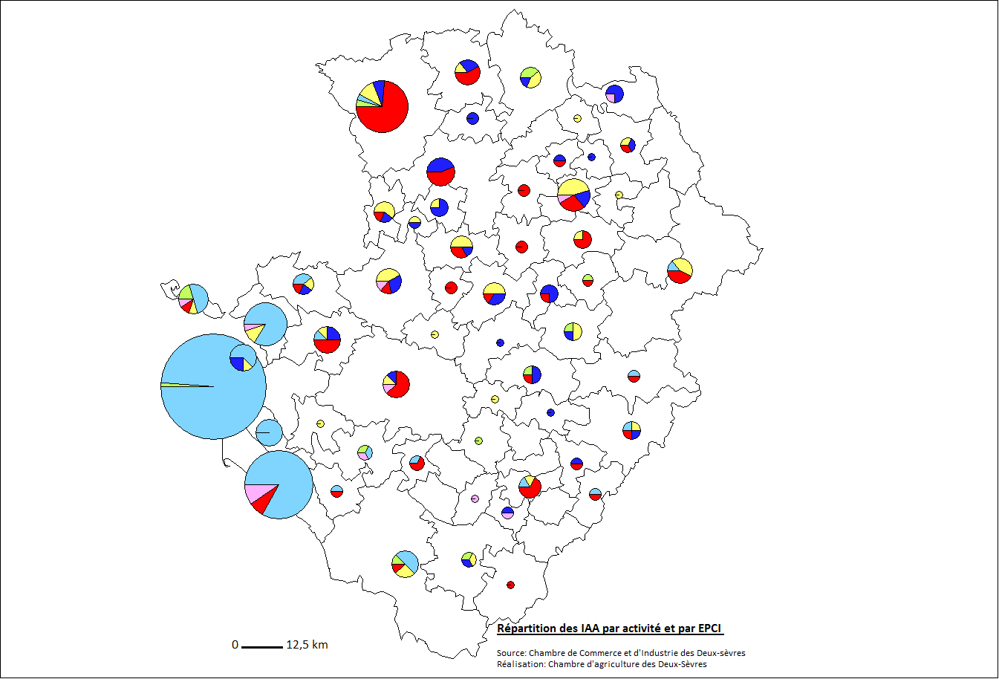 Répartition des IAA par activité et par EPCI
0 12,5 km
Source: Chambre de Commerce et d'Industrie des Deux-sèvres
Réalisation: Chambre d'agriculture des Deux-Sèvres